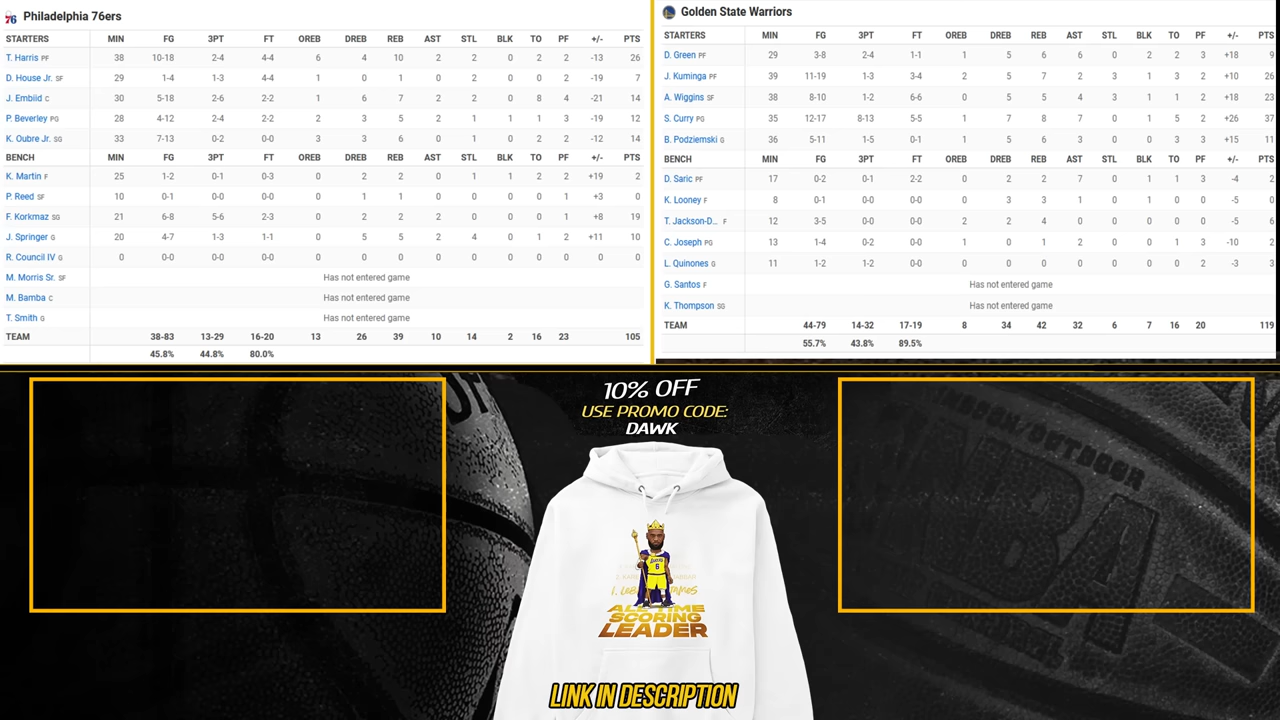 76 Philadelphia 76ers
STARTERS MIN FG 3PT FT OREB DREB REB AST STL BLK TO PF +/- PTS
T. Harris PF 38 10-18 2-4 4-4 6 4 10 2 2 0 2 2 -13 26
D. House Jr. SF 29 1-4 1-3 4-4 1 0 1 0 2 0 2 2 -19 7
J. Embiid C 30 5-18 2-6 2-2 1 6 7 2 2 0 8 4 -21 14
P. Beverley PG 28 4-12 2-4 2-2 2 3 5 2 1 1 1 3 -19 12
K. Oubre Jr. SG 33 7-13 0-2 0-0 3 3 6 0 1 0 2 2 -12 14
BENCH MIN FG 3PT FT OREB DREB REB AST STL BLK TO PF +/- PTS
K. Martin F 25 1-2 0-1 0-3 0 2 2 0 1 1 2 2 +19 2
P. Reed SF 10 0-1 0-0 0-0 0 1 1 0 0 0 0 1 +3 0
F. Korkmaz SG 21 6-8 5-6 2-3 0 2 2 2 0 0 0 1 +8 19
J. Springer G 20 4-7 1-3 1-1 0 5 5 2 4 0 1 2 +11 10
R. Council IV G 0 0-0 0-0 0-0 0 0 0 0 0 0 0 0 0 0
M. Morris Sr. SF Has not entered game
M. Bamba C Has not entered game
T. Smith G Has not entered game
TEAM 38-83 13-29 16-20 13 26 39 10 14 2 16 23 105
45.8% 44.8% 80.0%
Golden State Warriors
STARTERS MIN FG 3PT FT OREB DREB REB AST STL BLK TO PF +/- PTS
D. Green PF 29 3-8 2-4 1-1 1 5 6 6 0 2 2 3 +18 9
J. Kuminga PF 39 11-19 1-3 3-4 2 5 7 2 3 1 3 2 +10 26
A. Wiggins SF 38 8-10 1-2 6-6 0 5 5 4 3 1 1 2 +18 23
S. Curry PG 35 12-17 8-13 5-5 1 7 8 7 0 1 5 2 +26 37
B. Podziemski G 36 5-11 1-5 0-1 1 5 6 3 0 0 3 3 +15 11
BENCH MIN FG 3PT FT OREB DREB REB AST STL BLK TO PF +/- PTS
D. Saric PF 17 0-2 0-1 2-2 0 2 2 7 0 1 1 3 -4 2
K. Looney F 8 0-1 0-0 0-0 0 3 3 1 0 1 0 0 -5 0
T. Jackson-D... F 12 3-5 0-0 0-0 2 2 4 0 0 0 0 0 -5 6
C. Joseph PG 13 1-4 0-2 0-0 1 0 1 2 0 0 1 3 -10 2
L. Quinones G 11 1-2 1-2 0-0 0 0 0 0 0 0 0 2 -3 3
G. Santos F Has not entered game
K. Thompson SG Has not entered game
TEAM 44-79 14-32 17-19 8 34 42 32 6 7 16 20 119
55.7% 43.8% 89.5%
10% OFF
USE PROMO CODE:
DAWK
ALL TIME
SCORING
LEADER
LINK IN DESCRIPTION